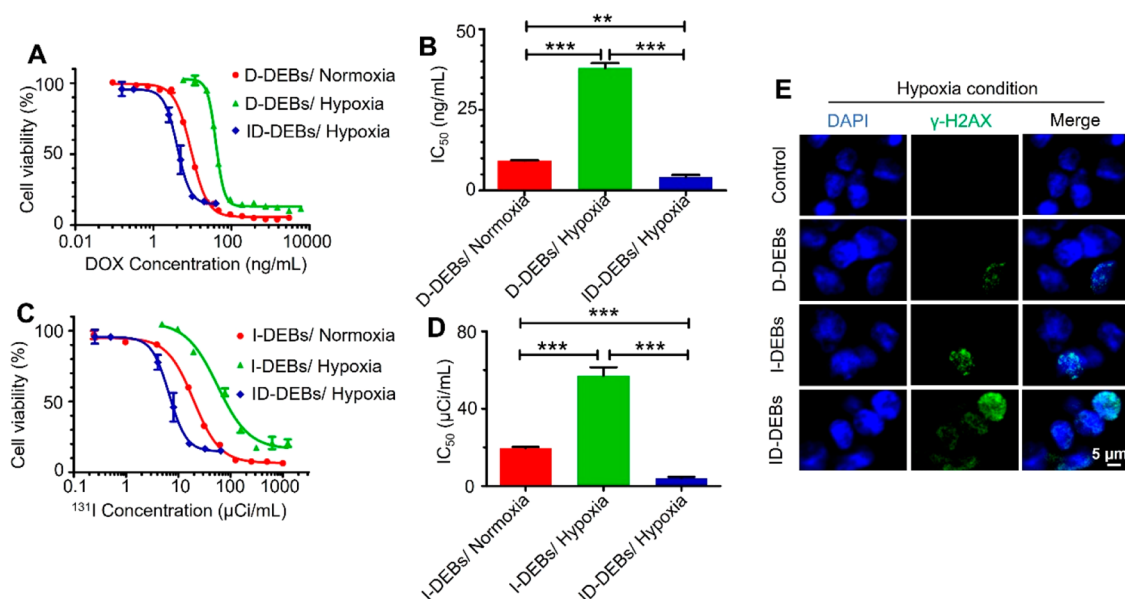 A
Cell viability (%)
100
50
0
0.01
1
100
10000
DOX Concentration (ng/mL)
D-DEBs/ Normoxia
D-DEBs/ Hypoxia
ID-DEBs/ Hypoxia
B
IC50 (ng/mL)
50
25
0
**
***
***
D-DEBs/ Normoxia
D-DEBs/ Hypoxia
ID-DEBs/ Hypoxia
C
Cell viability (%)
100
50
0
0.1
1
10
100
1000
131I Concentration (μCi/mL)
I-DEBs/ Normoxia
I-DEBs/ Hypoxia
ID-DEBs/ Hypoxia
D
IC50 (μCi/mL)
80
40
0
***
***
***
I-DEBs/ Normoxia
I-DEBs/ Hypoxia
ID-DEBs/ Hypoxia
E
Hypoxia condition
DAPI
γ-H2AX
Merge
Control
D-DEBs
I-DEBs
ID-DEBs
5 μm